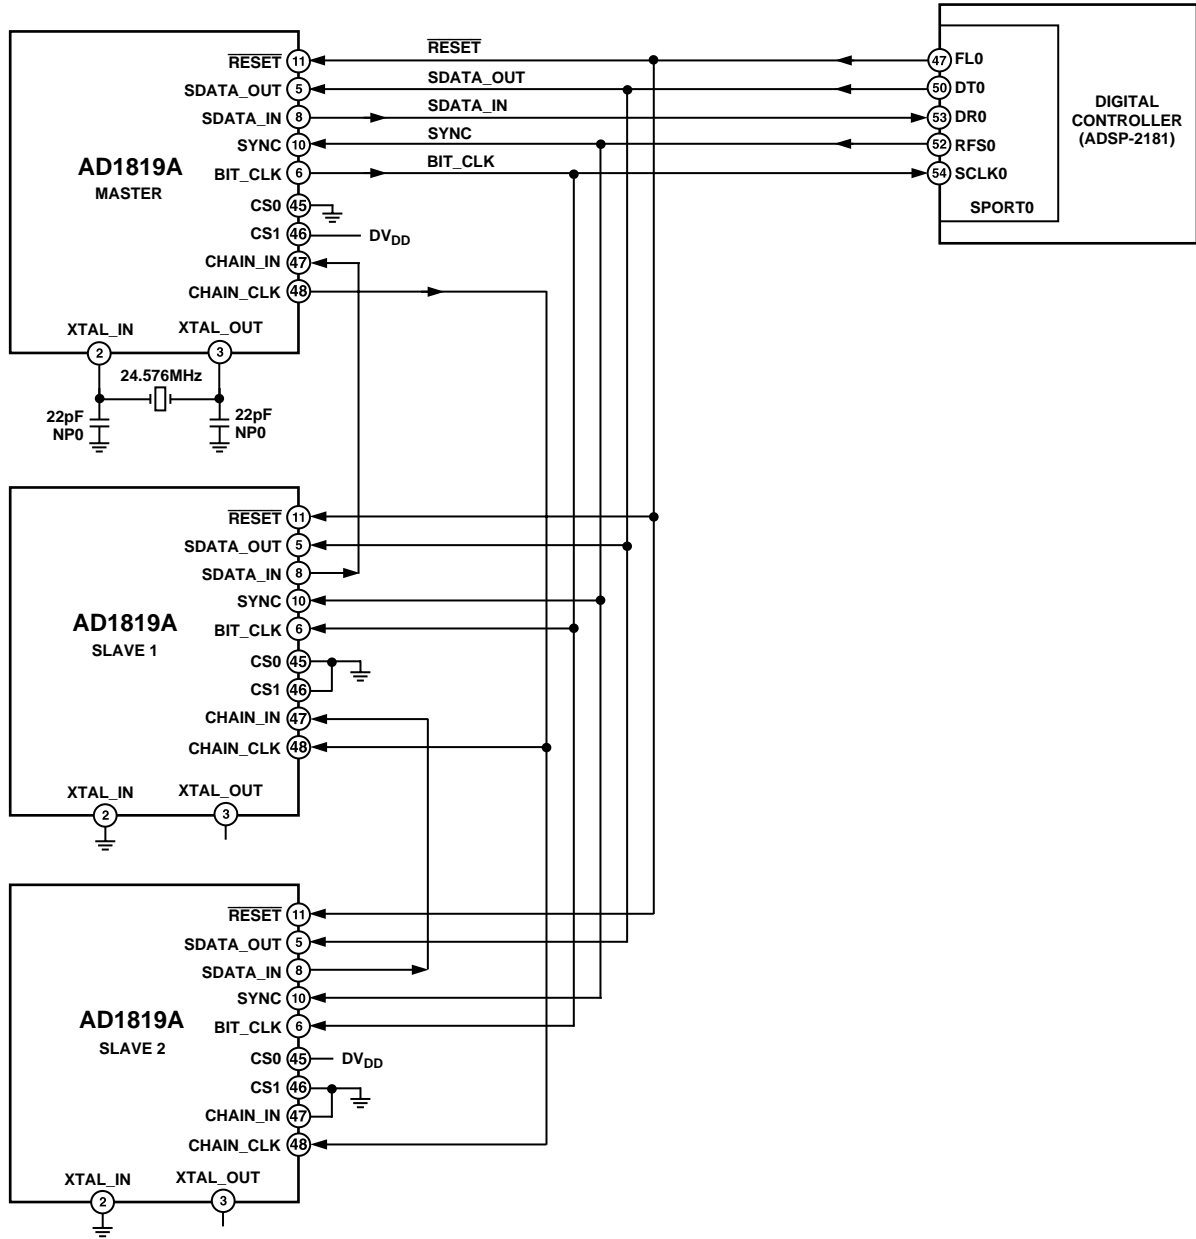 RESET 11 RESET 47 FL0
SDATA_OUT 5 SDATA_OUT 50 DT0
SDATA_IN 8 SDATA_IN 53 DR0
SYNC 10 SYNC 52 RFS0
BIT_CLK 6 BIT_CLK 54 SCLK0
AD1819A
MASTER
CS0 45
CS1 46 DVDD
CHAIN_IN 47
CHAIN_CLK 48
XTAL_IN XTAL_OUT
2 3
24.576MHz
22pF
NP0
22pF
NP0
SPORT0
DIGITAL
CONTROLLER
(ADSP-2181)
RESET 11
SDATA_OUT 5
SDATA_IN 8
SYNC 10
AD1819A
SLAVE 1
BIT_CLK 6
CS0 45
CS1 46
CHAIN_IN 47
CHAIN_CLK 48
XTAL_IN XTAL_OUT
2 3
RESET 11
SDATA_OUT 5
SDATA_IN 8
SYNC 10
AD1819A
SLAVE 2
BIT_CLK 6
CS0 45 DVDD
CS1 46
CHAIN_IN 47
CHAIN_CLK 48
XTAL_IN XTAL_OUT
2 3